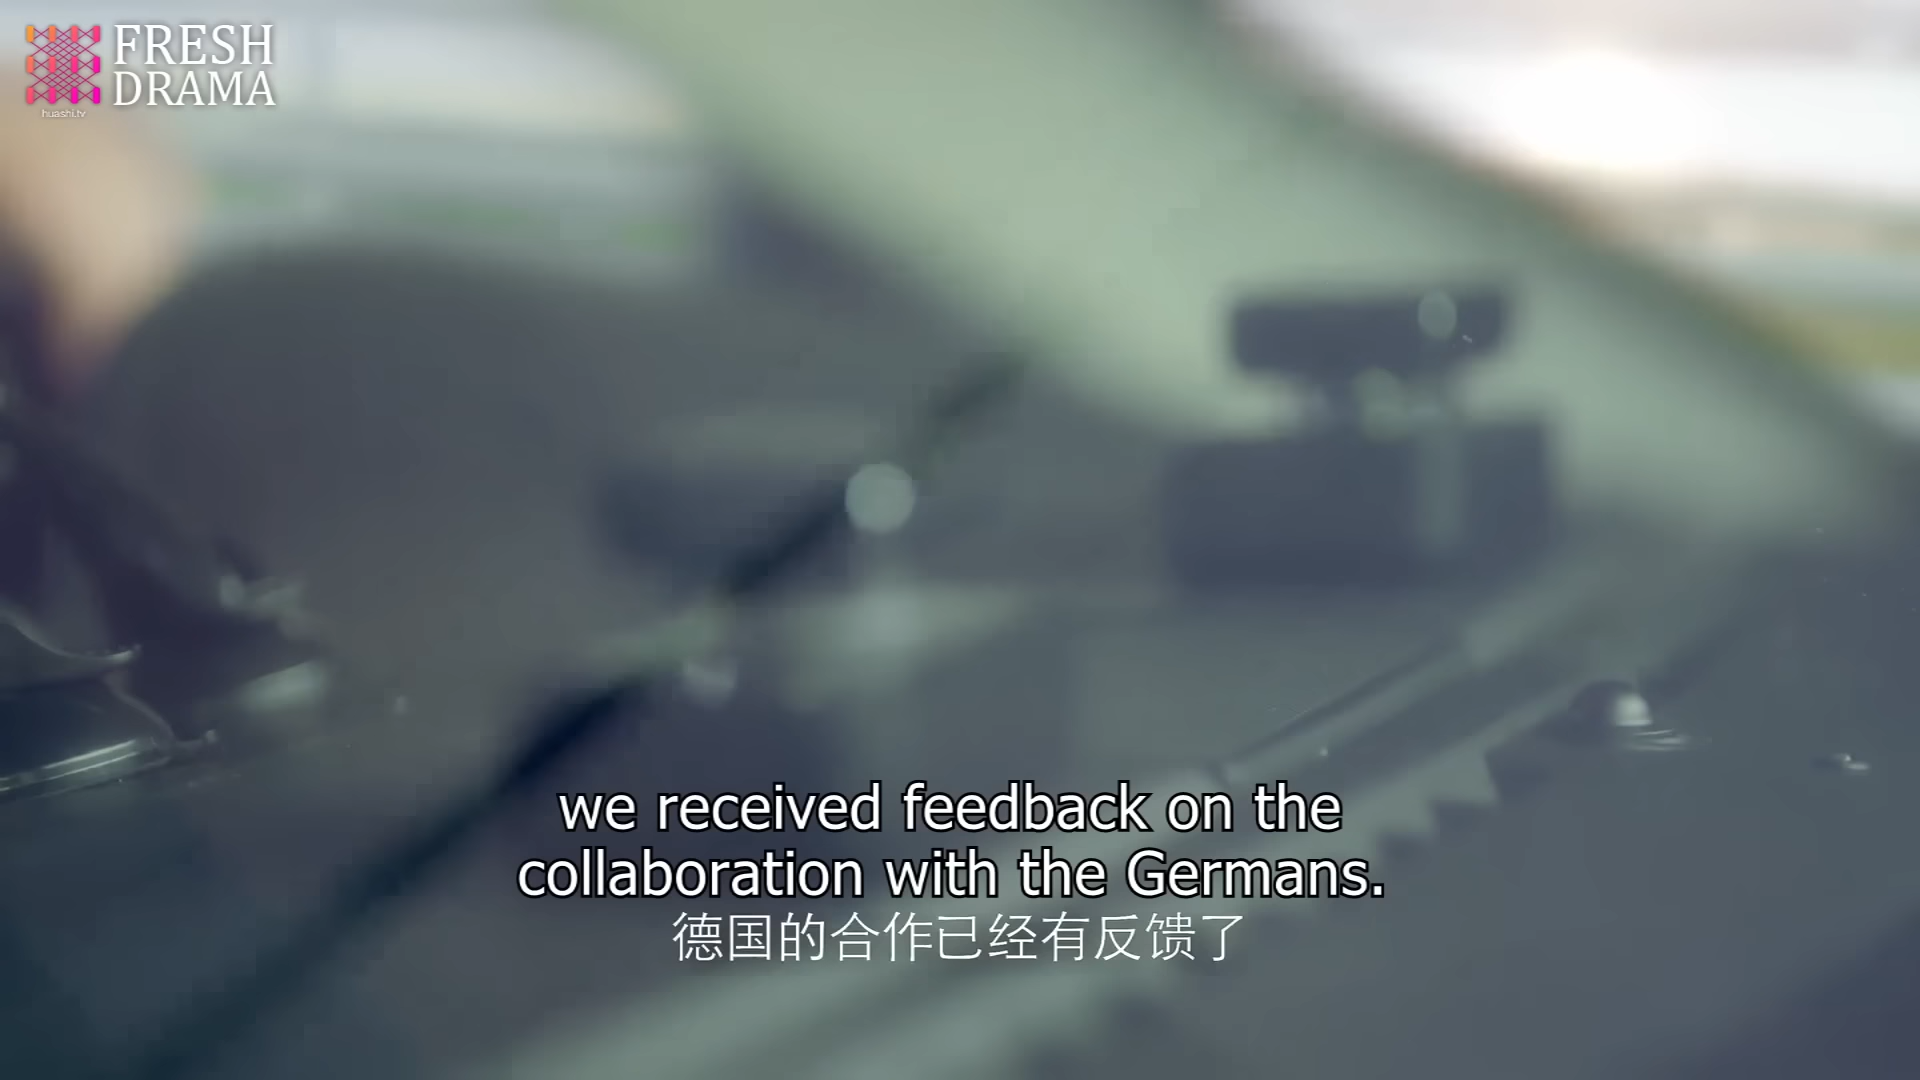 FRESH
DRAMA
huashi.tv
we received feedback on the
collaboration with the Germans.
德国的合作已经有反馈了